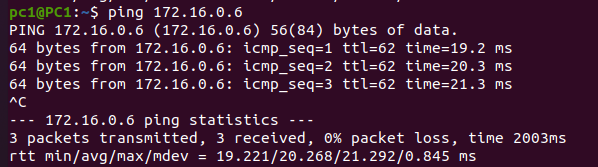 pc1@PC1:~$ ping 172.16.0.6
PING 172.16.0.6 (172.16.0.6) 56(84) bytes of data.
64 bytes from 172.16.0.6: icmp_seq=1 ttl=62 time=19.2 ms
64 bytes from 172.16.0.6: icmp_seq=2 ttl=62 time=20.3 ms
64 bytes from 172.16.0.6: icmp_seq=3 ttl=62 time=21.3 ms
^C
--- 172.16.0.6 ping statistics ---
3 packets transmitted, 3 received, 0% packet loss, time 2003ms
rtt min/avg/max/mdev = 19.221/20.268/21.292/0.845 ms